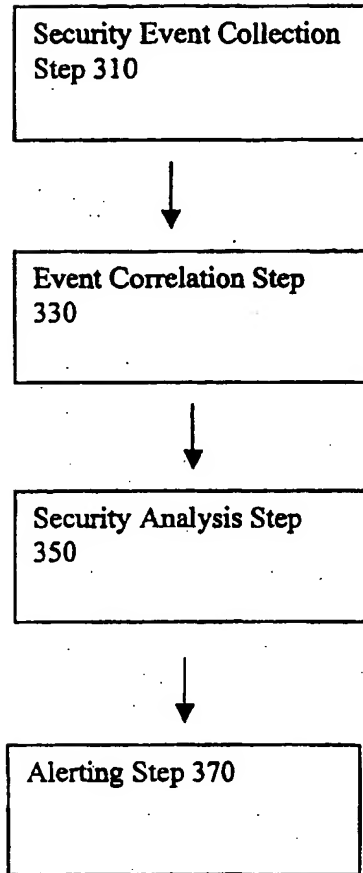 Security Event Collection
Step 310
Event Correlation Step
330
Security Analysis Step
350
Alerting Step 370